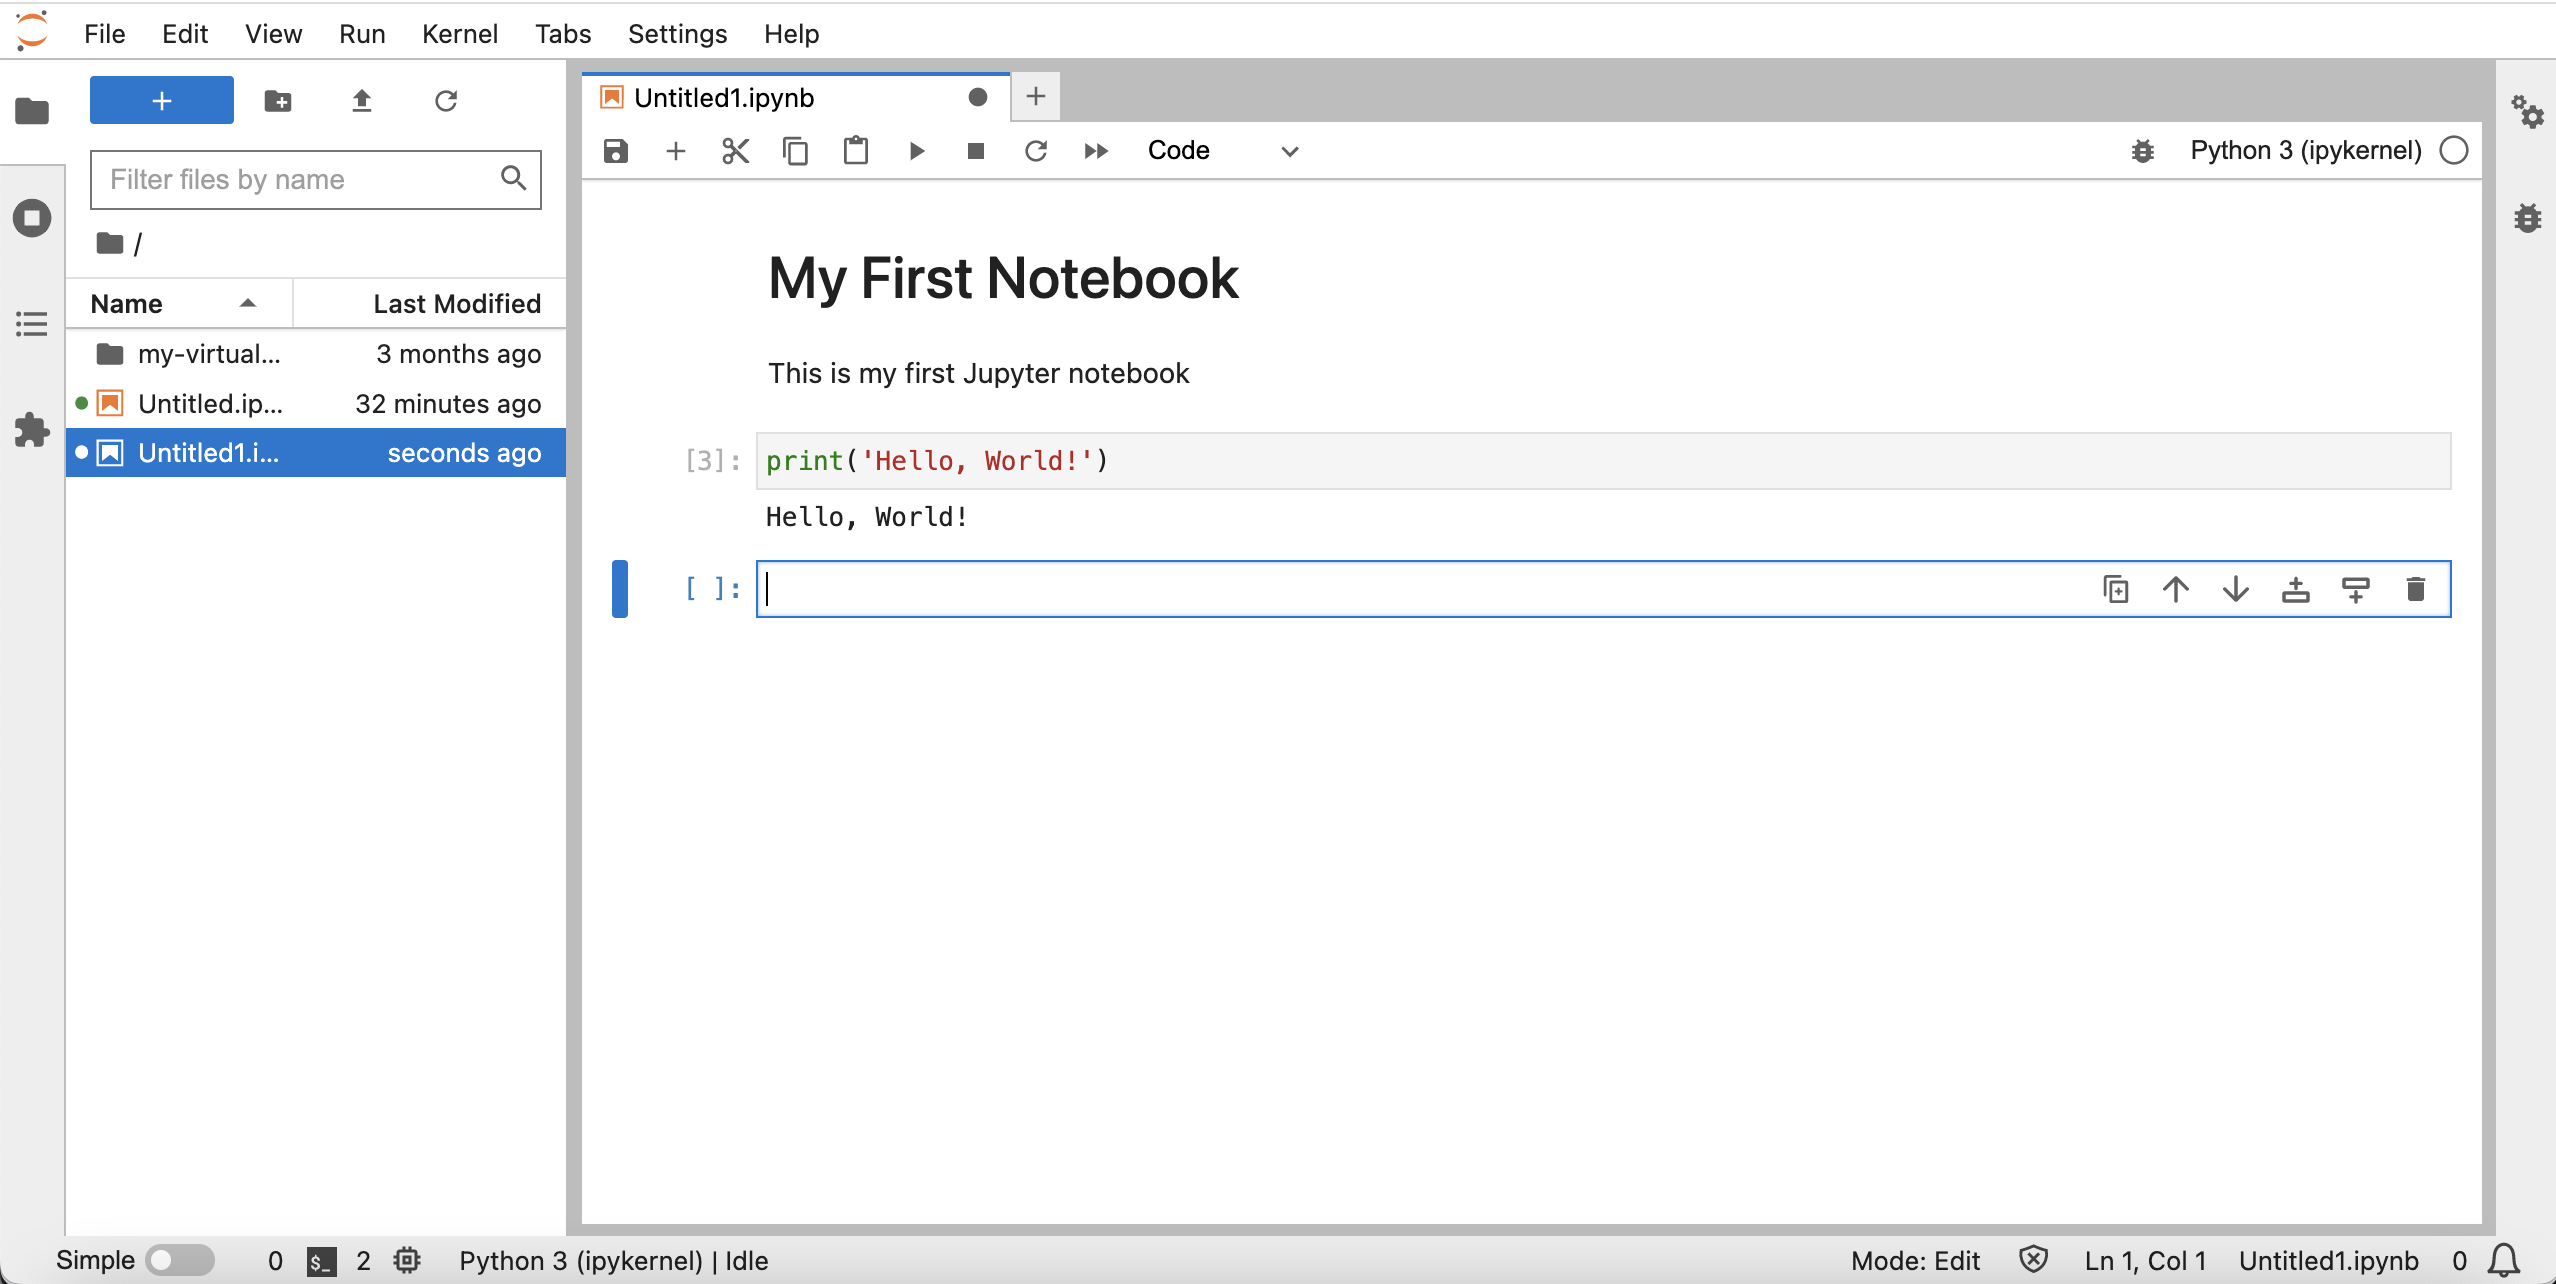 File Edit View Run Kernel Tabs Settings Help
Filter files by name
/
Name Last Modified
my-virtual... 3 months ago
Untitled.ip... 32 minutes ago
Untitled1.i... seconds ago
Untitled1.ipynb
Code Python 3 (ipykernel)
My First Notebook
This is my first Jupyter notebook
[3]: print('Hello, World!')
Hello, World!
[ ]:
Simple 0 $_ 2 Python 3 (ipykernel) | Idle Mode: Edit Ln 1, Col 1 Untitled1.ipynb 0